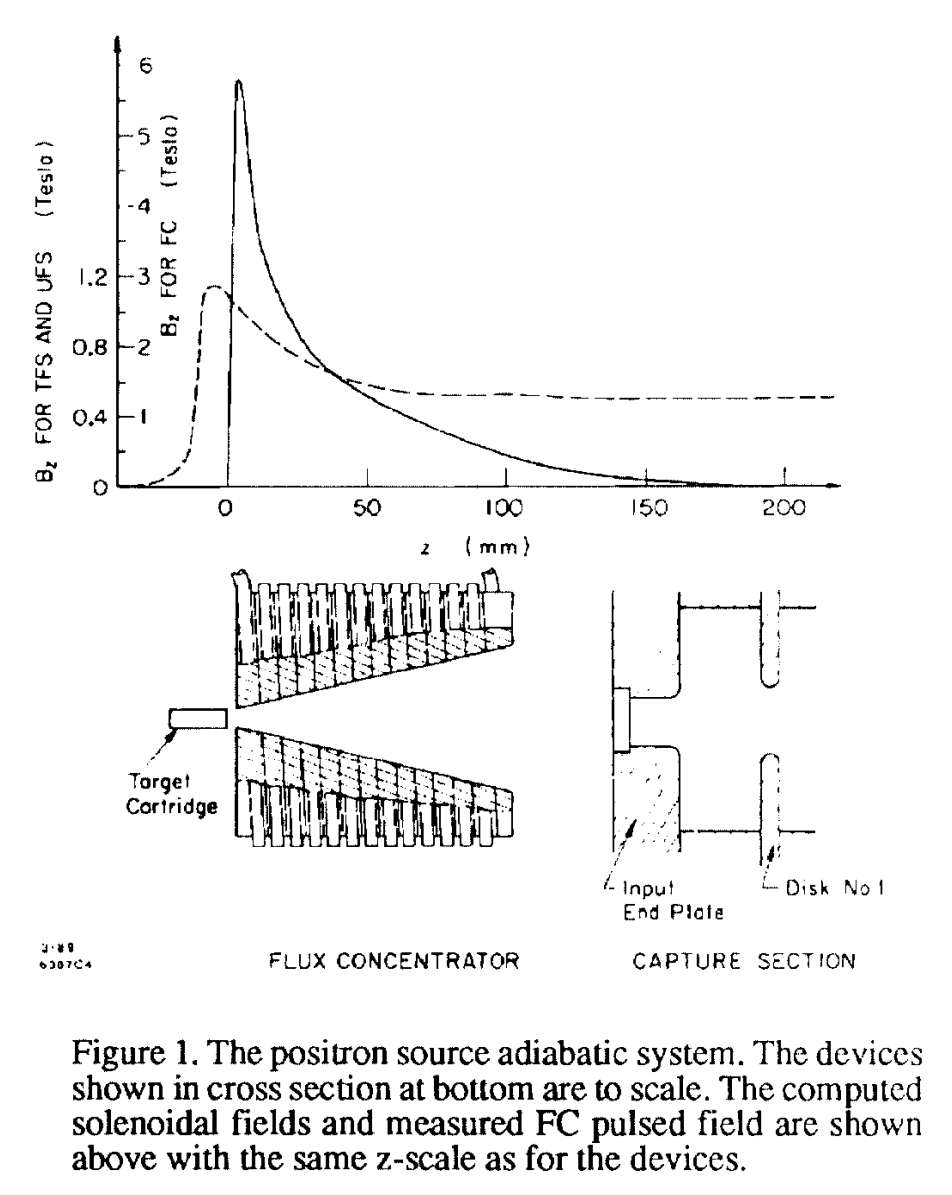 6
5
4
1.2
3
0.8
2
0.4
1
0
Bz FOR TFS AND UFS (Tesla)
Bz FOR FC (Tesla)
0 50 100 150 200
z (mm)
Target
Cartridge
Input
End Plate
Disk No 1
FLUX CONCENTRATOR
CAPTURE SECTION
Figure 1. The positron source adiabatic system. The devices
shown in cross section at bottom are to scale. The computed
solenoidal fields and measured FC pulsed field are shown
above with the same z-scale as for the devices.